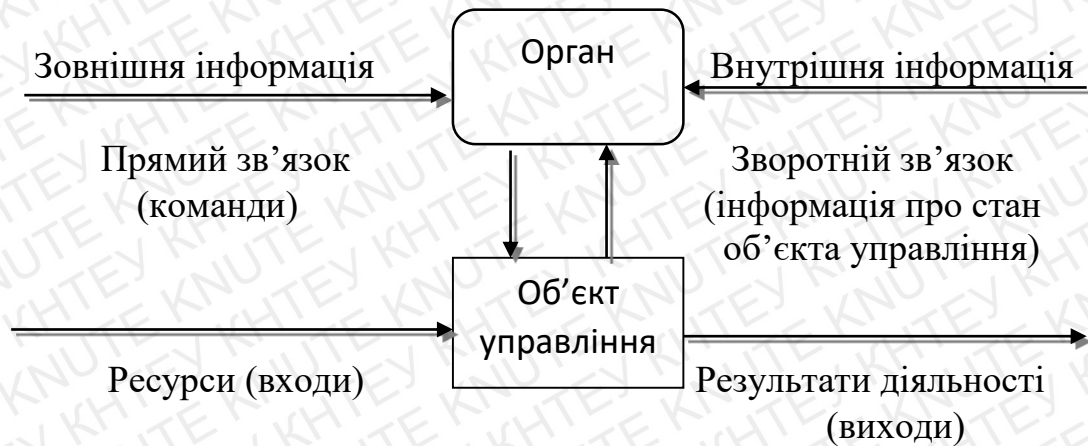 Орган
Зовнішня інформація
Внутрішня інформація
Прямий зв’язок
(команди)
Зворотній зв’язок
(інформація про стан
об’єкта управління)
Об’єкт
управління
Ресурси (входи)
Результати діяльності
(виходи)